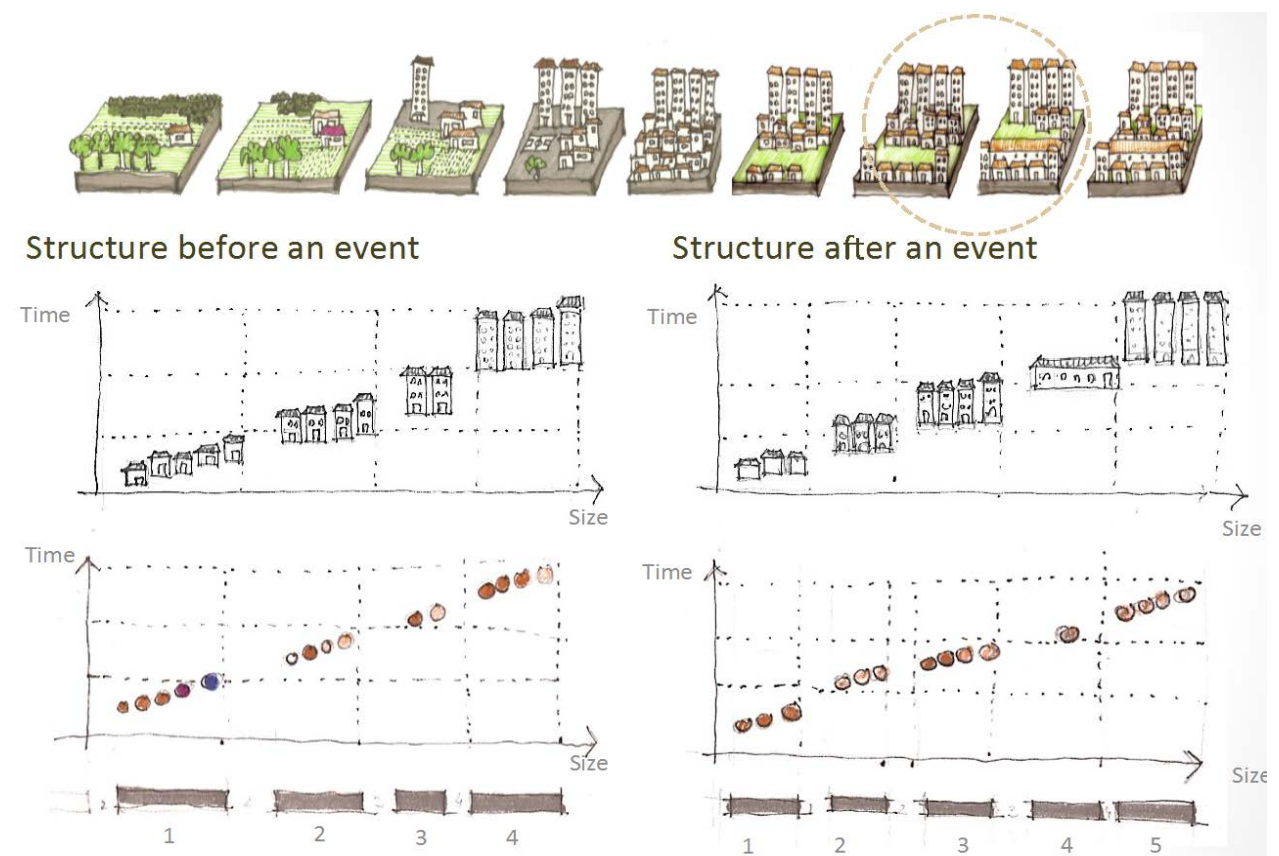 Structure before an event
Structure after an event
Time
Size
Time
Size
Time
Size
Time
Size
1 2 3 4
1 2 3 4 5